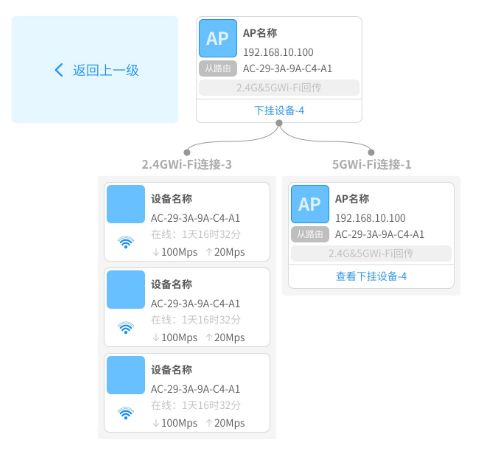 返回上一级
AP
AP名称
192.168.10.100
从路由
AC-29-3A-9A-C4-A1
2.4G&5GWi-Fi回传
下挂设备-4
2.4GWi-Fi连接-3
5GWi-Fi连接-1
设备名称
AC-29-3A-9A-C4-A1
在线：1天16时32分
↓100Mps ↑20Mps
设备名称
AC-29-3A-9A-C4-A1
在线：1天16时32分
↓100Mps ↑20Mps
设备名称
AC-29-3A-9A-C4-A1
在线：1天16时32分
↓100Mps ↑20Mps
AP
AP名称
192.168.10.100
从路由
AC-29-3A-9A-C4-A1
2.4G&5GWi-Fi回传
查看下挂设备-4